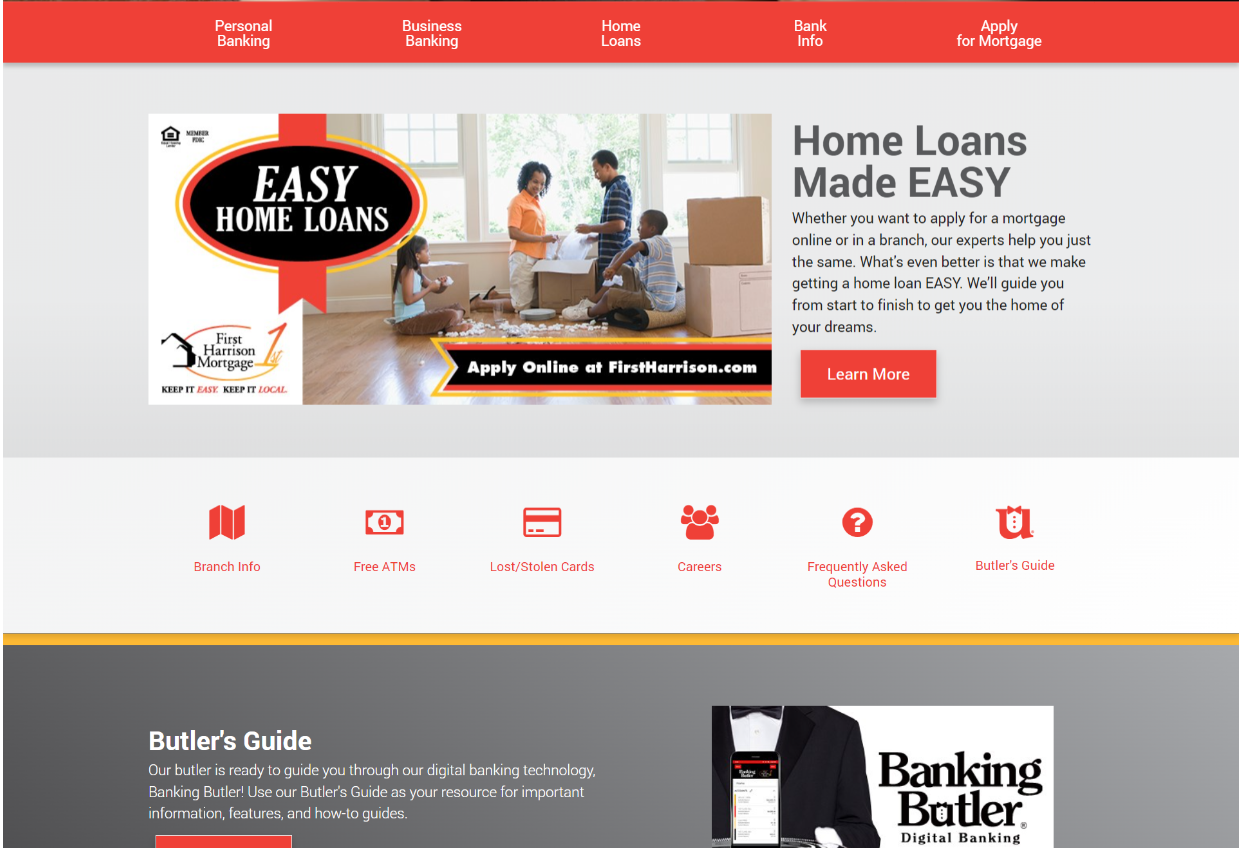 Personal
Banking
Business
Banking
Home
Loans
Bank
Info
Apply
for Mortgage
MEMBER
FDIC
EASY
HOME LOANS
First
Harrison
Mortgage
1st
KEEP IT EASY. KEEP IT LOCAL.
Apply Online at FirstHarrison.com
Home Loans
Made EASY
Whether you want to apply for a mortgage
online or in a branch, our experts help you just
the same. What's even better is that we make
getting a home loan EASY. We'll guide you
from start to finish to get you the home of
your dreams.
Learn More
1
Branch Info
Free ATMs
Lost/Stolen Cards
Careers
?
Frequently Asked
Questions
Butler's Guide
Butler's Guide
Our butler is ready to guide you through our digital banking technology,
Banking Butler! Use our Butler's Guide as your resource for important
information, features, and how-to guides.
Banking
Butler
Banking
Butler®
Digital Banking